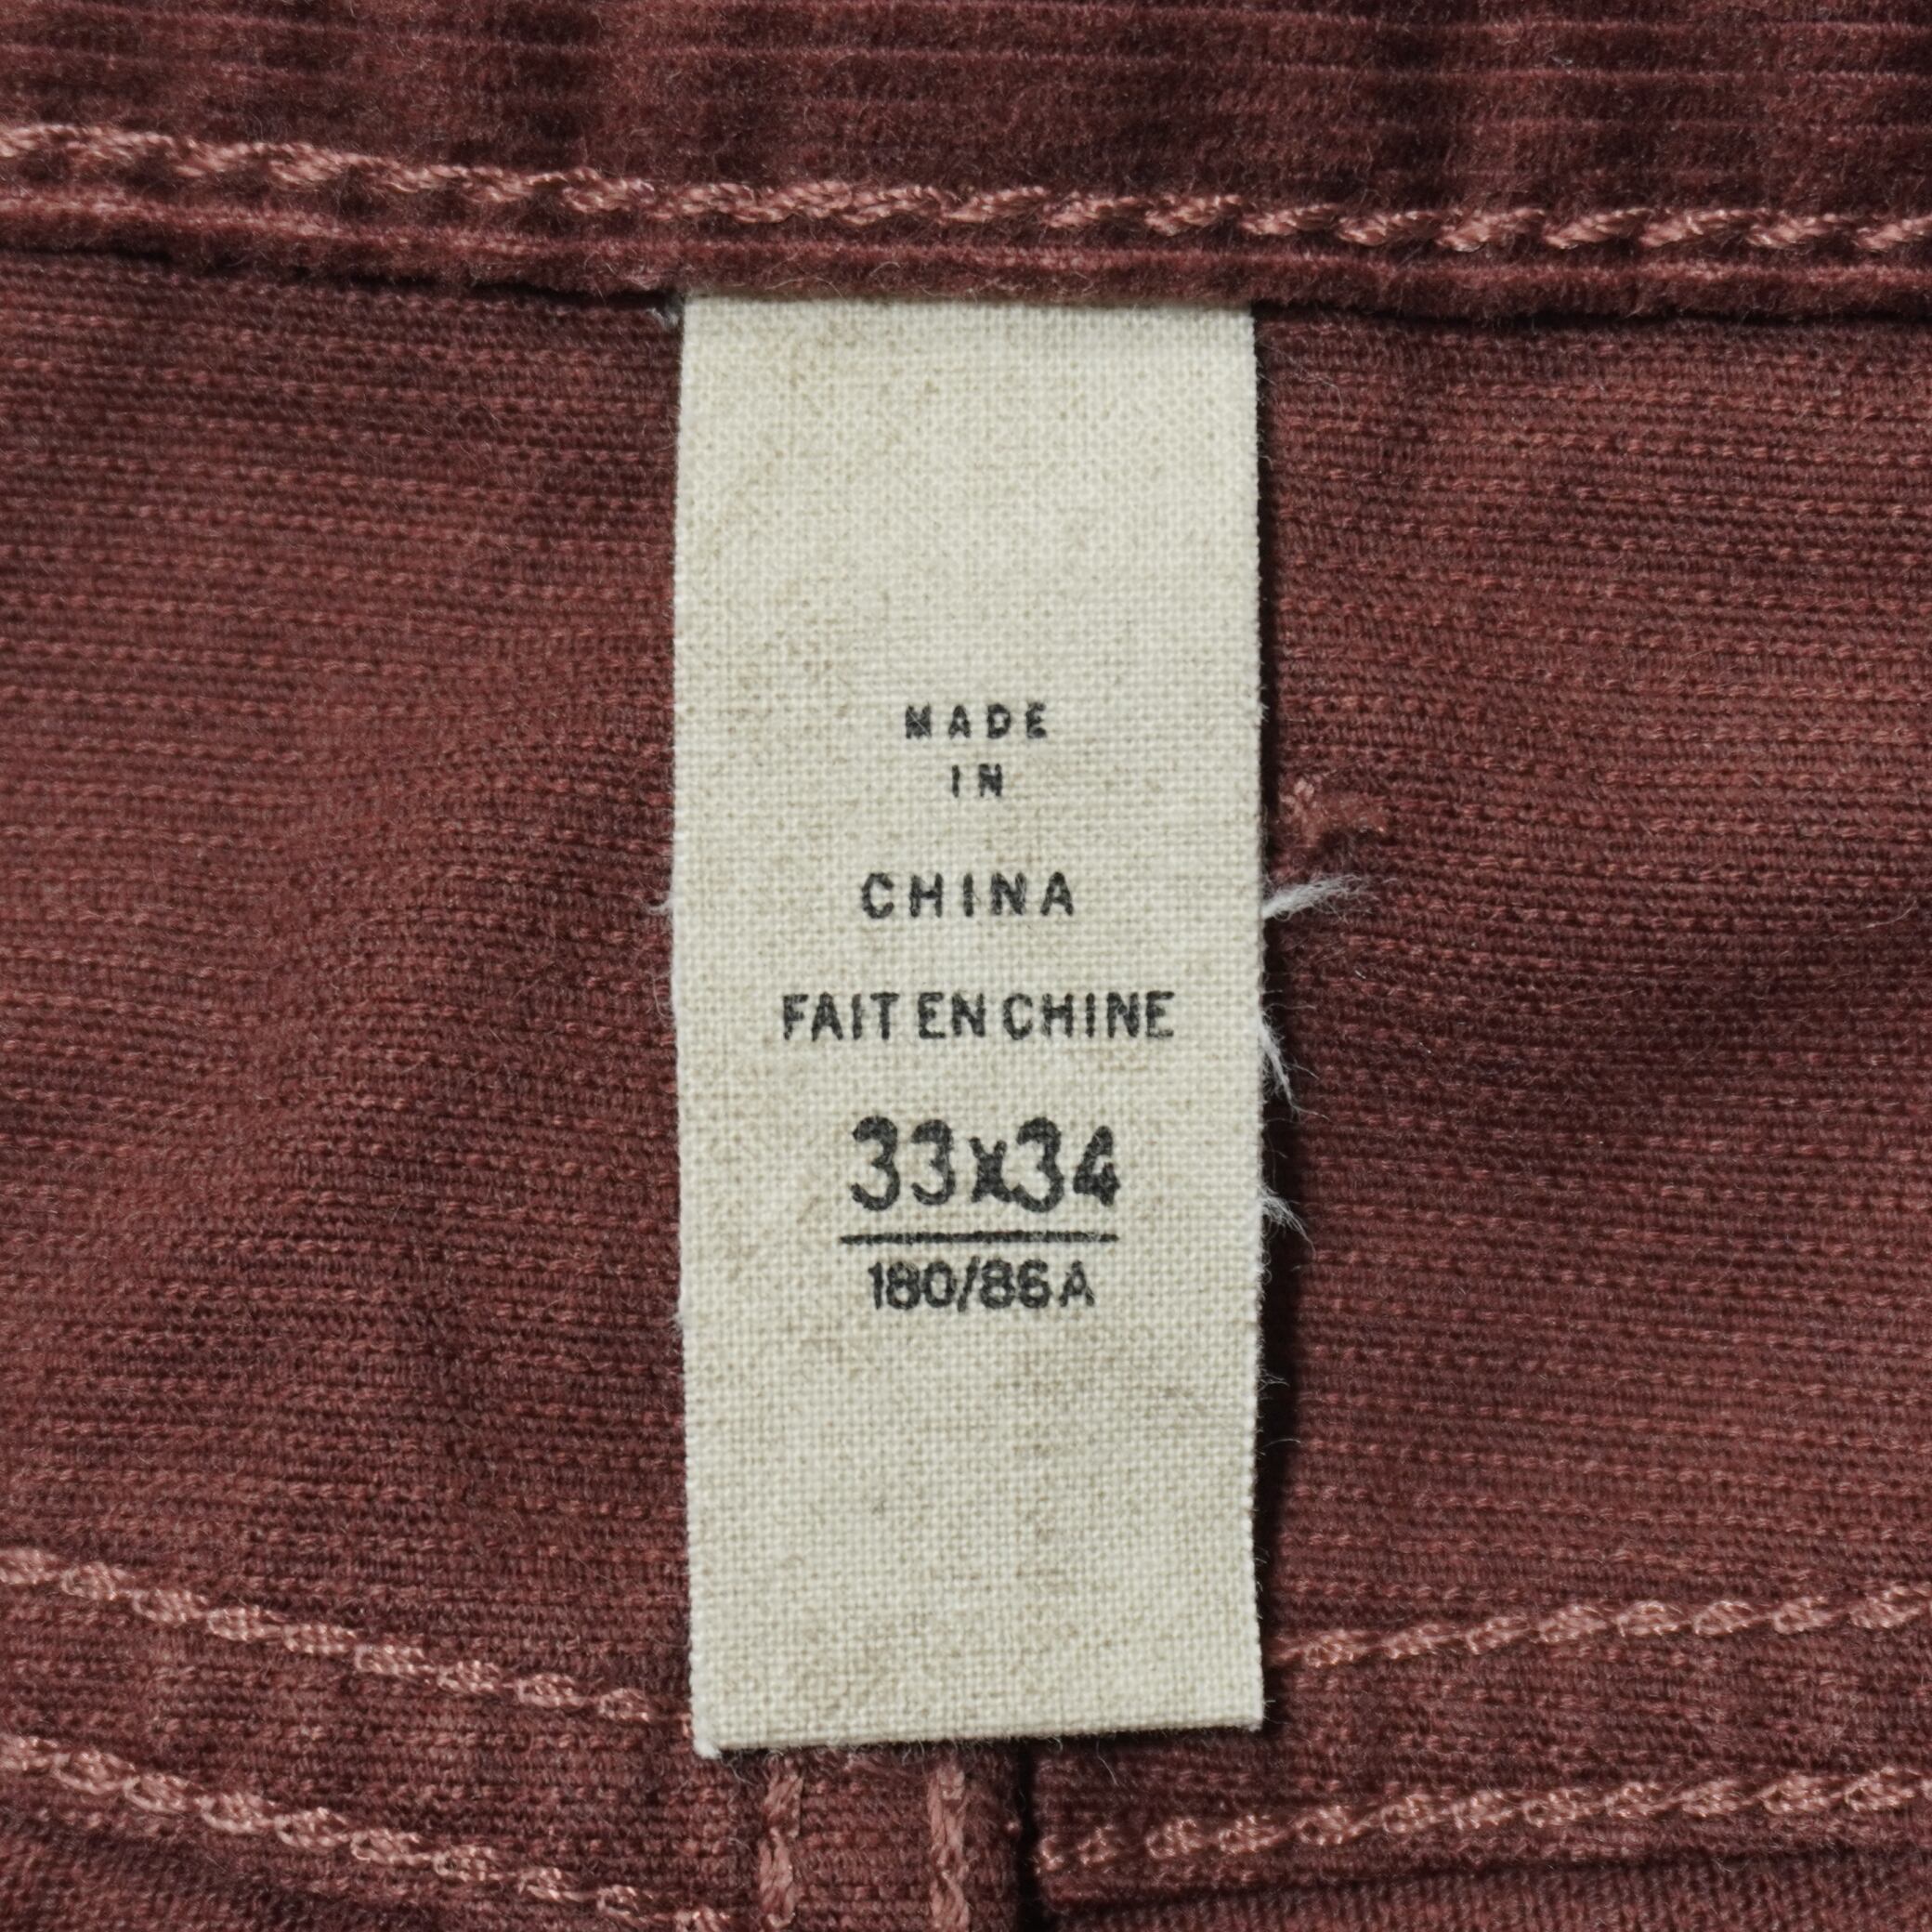 MADE
IN
CHINA
FAIT EN CHINE
33x34
180/86A